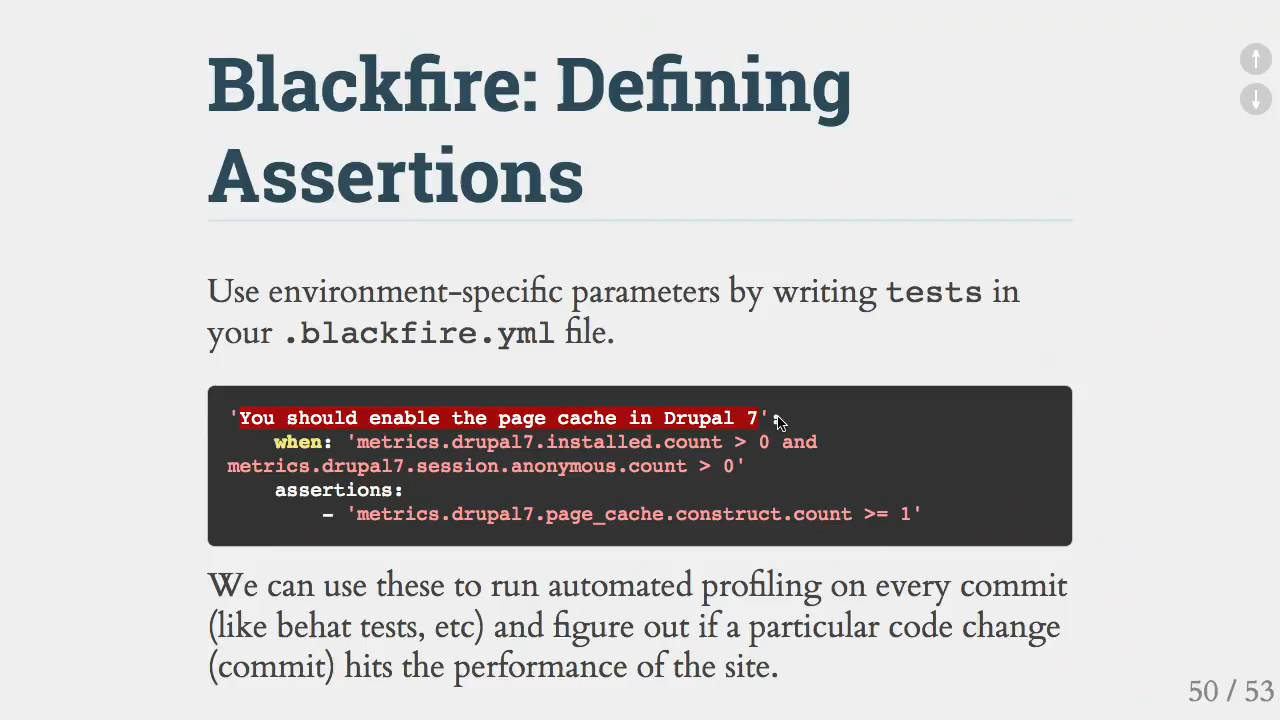 Blackfire: Defining
Assertions
Use environment-specific parameters by writing tests in
your .blackfire.yml file.
'You should enable the page cache in Drupal 7':
when: 'metrics.drupal7.installed.count > 0 and
metrics.drupal7.session.anonymous.count > 0'
assertions:
- 'metrics.drupal7.page_cache.construct.count >= 1'
We can use these to run automated profiling on every commit
(like behat tests, etc) and figure out if a particular code change
(commit) hits the performance of the site.
50 / 53